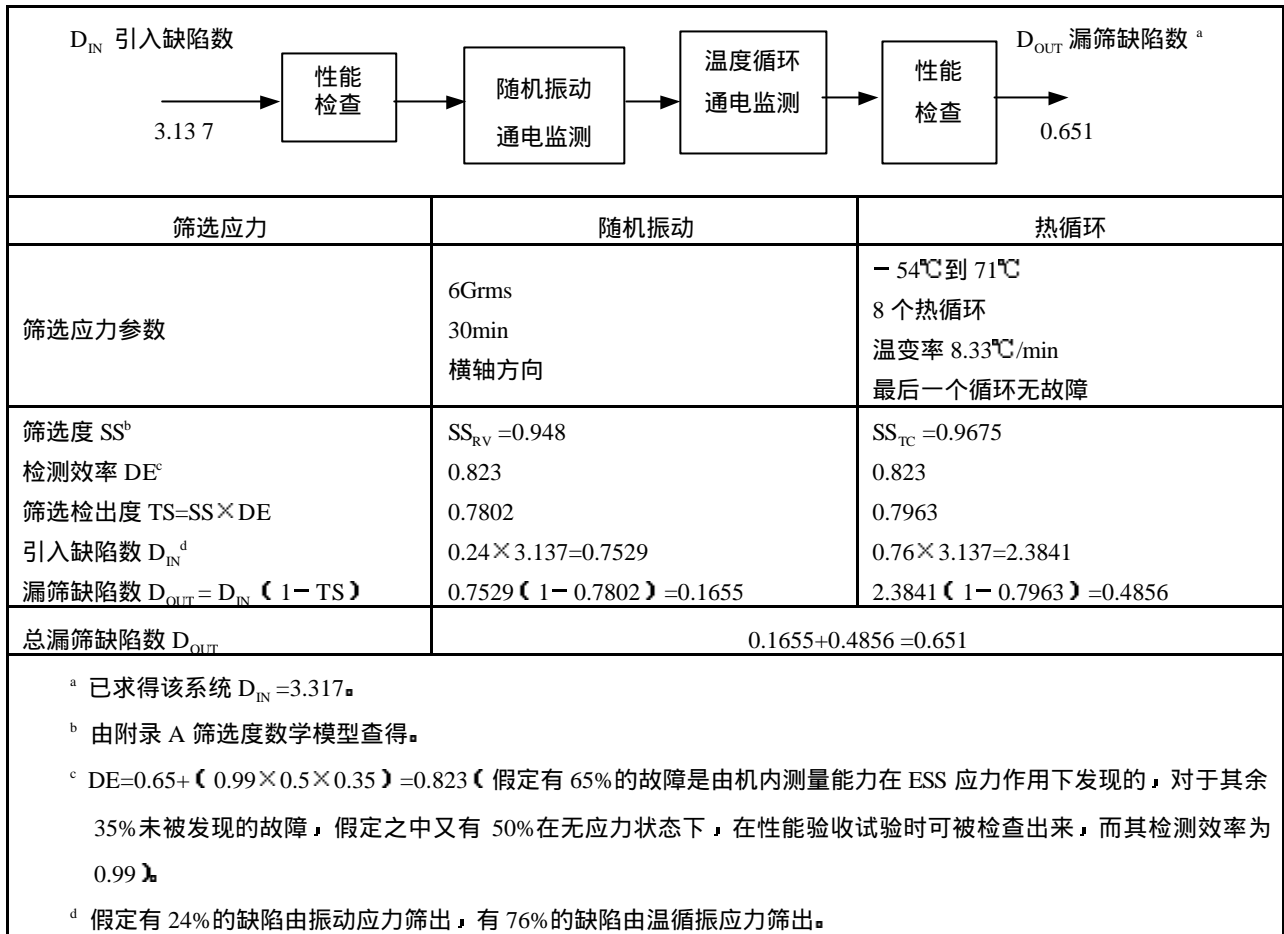 D_IN 引入缺陷数
D_OUT 漏筛缺陷数 a
性能
检查
随机振动
通电监测
温度循环
通电监测
性能
检查
3.13 7
0.651
筛选应力
随机振动
热循环
筛选应力参数
6Grms
30min
横轴方向
－54℃到 71℃
8 个热循环
温变率 8.33℃/min
最后一个循环无故障
筛选度 SS^b
SS_RV =0.948
SS_TC =0.9675
检测效率 DE^c
0.823
0.823
筛选检出度 TS=SS×DE
0.7802
0.7963
引入缺陷数 D_IN^d
0.24×3.137=0.7529
0.76×3.137=2.3841
漏筛缺陷数 D_OUT= D_IN（1－TS）
0.7529（1－0.7802）=0.1655
2.3841（1－0.7963）=0.4856
总漏筛缺陷数 D_OUT
0.1655+0.4856 =0.651
a 已求得该系统 D_IN =3.317。
b 由附录 A 筛选度数学模型查得。
c DE=0.65+（0.99×0.5×0.35）=0.823（假定有 65%的故障是由机内测量能力在 ESS 应力作用下发现的，对于其余
35%未被发现的故障，假定之中又有 50%在无应力状态下，在性能验收试验时可被检查出来，而其检测效率为
0.99）。
d 假定有 24%的缺陷由振动应力筛出，有 76%的缺陷由温循振应力筛出。